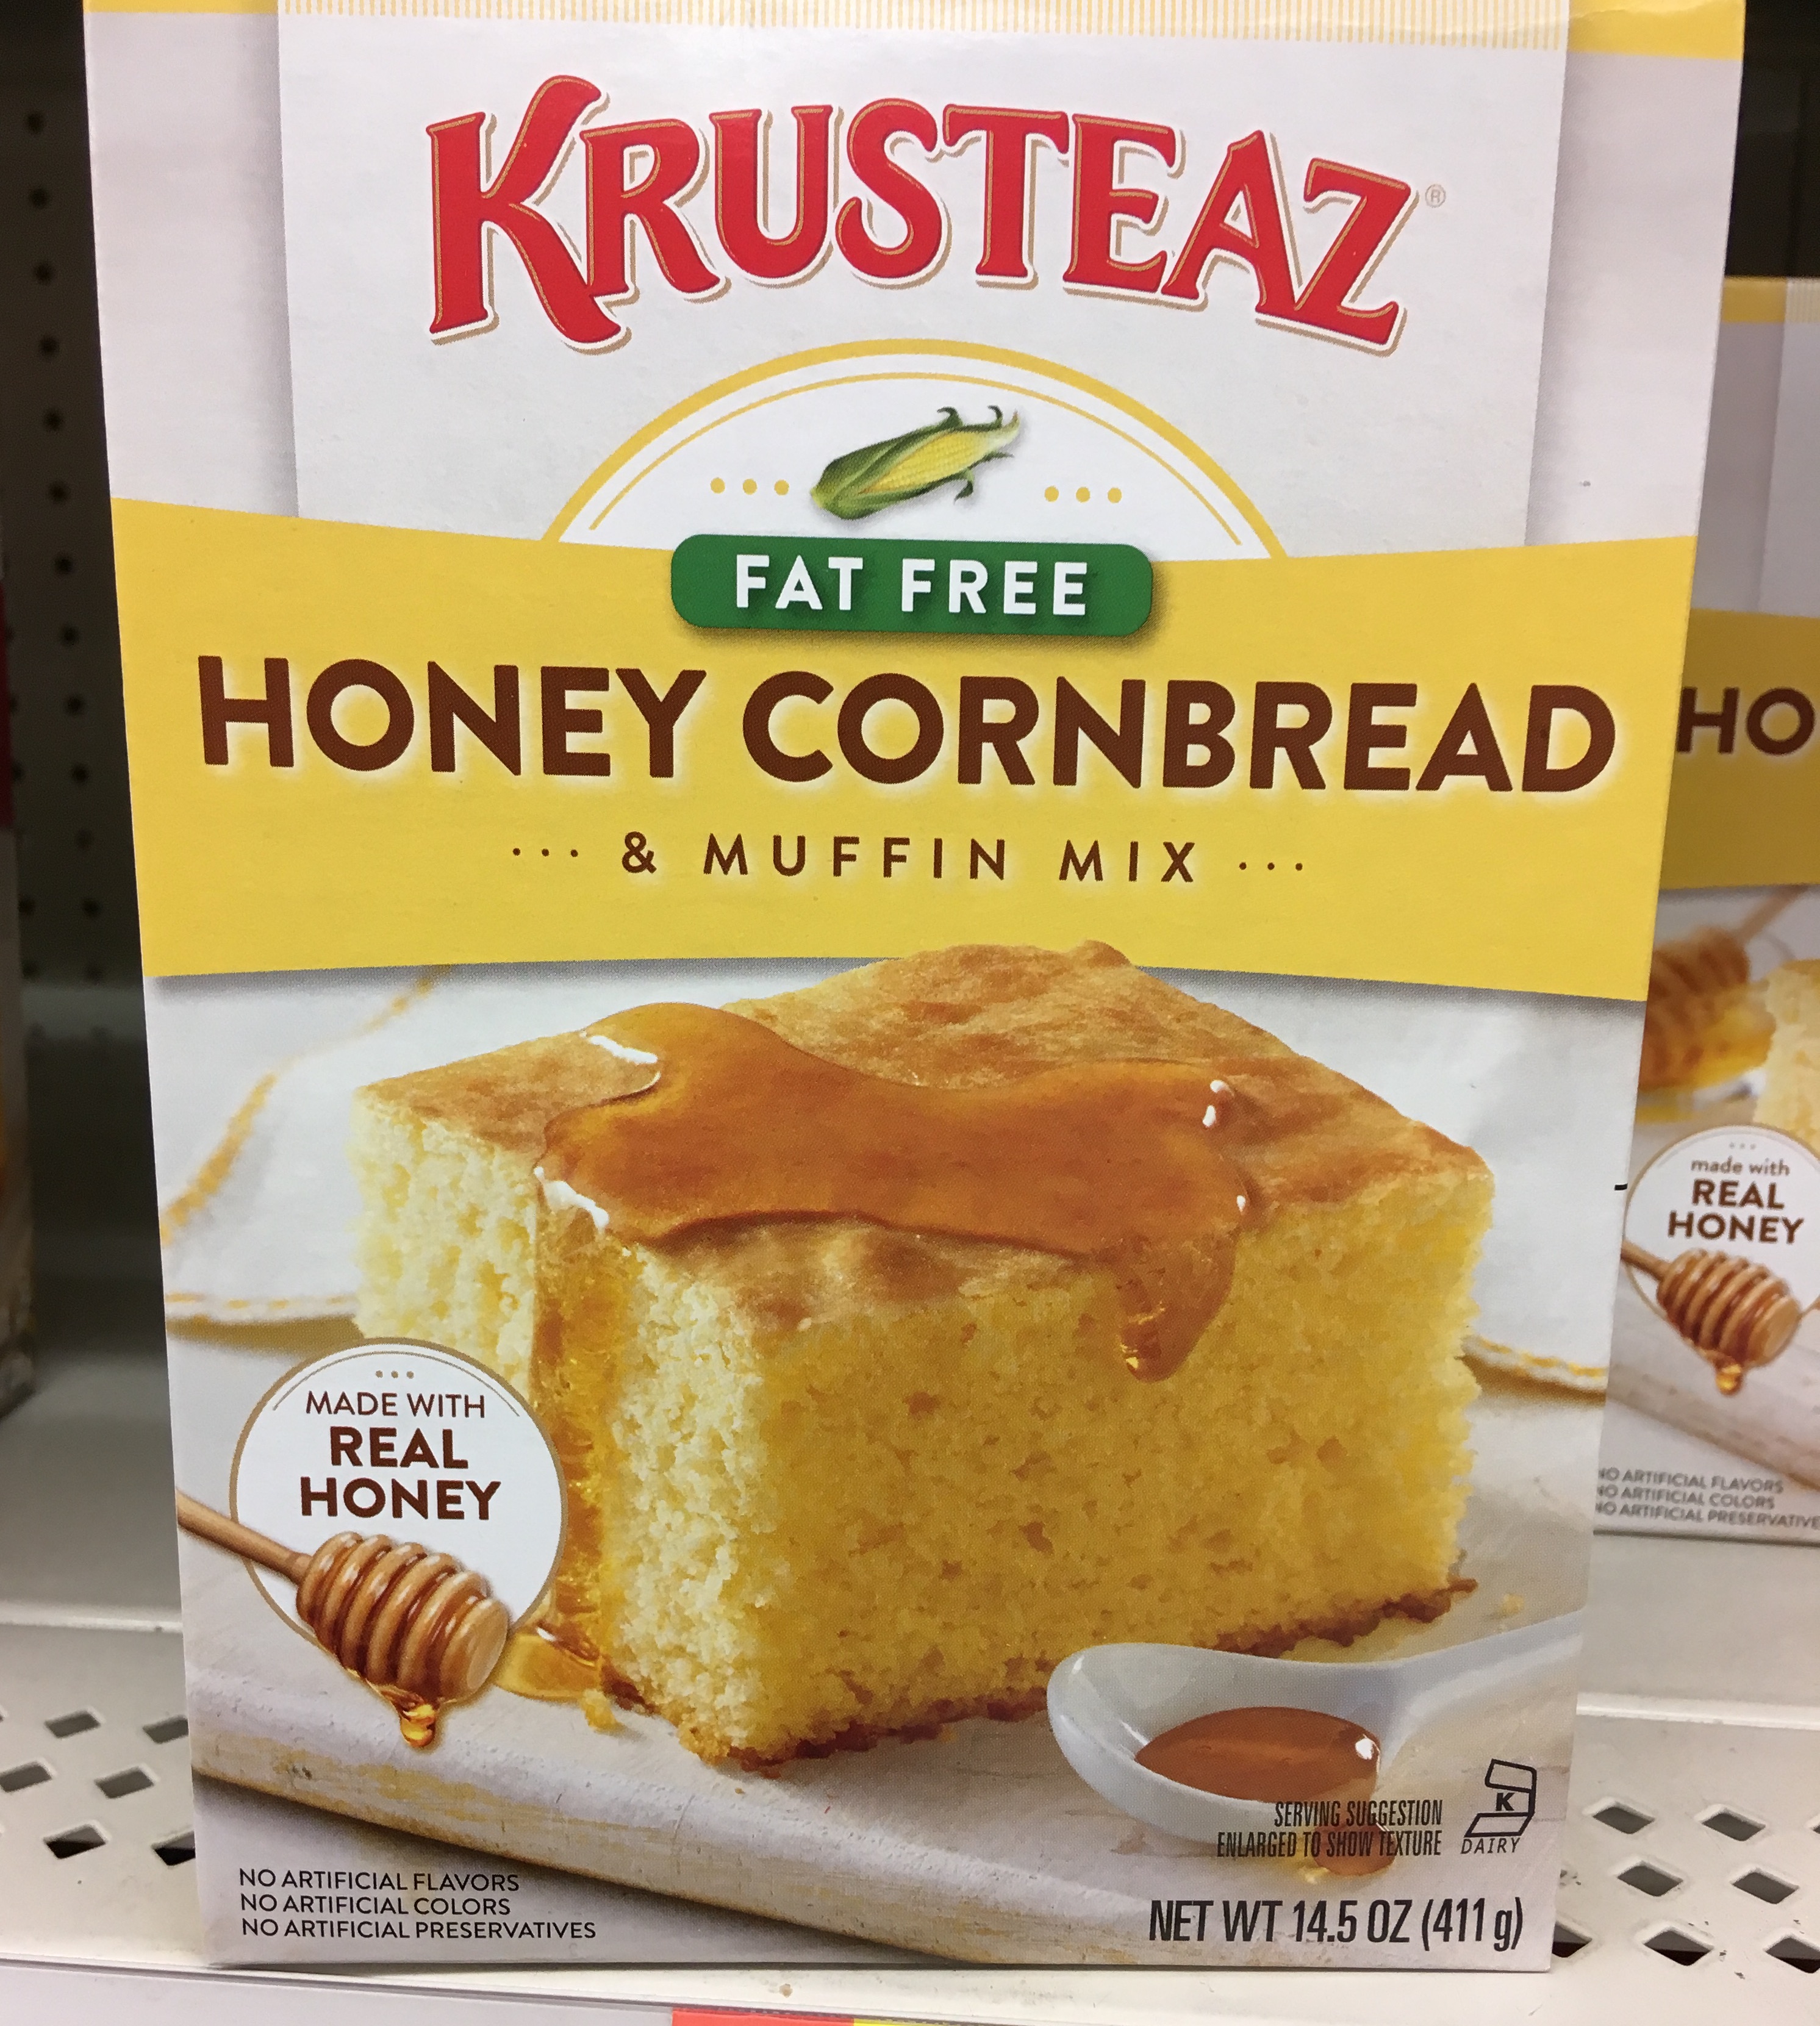 KRUSTEAZ®
FAT FREE
HONEY CORNBREAD
··· & MUFFIN MIX ···
MADE WITH
REAL
HONEY
SERVING SUGGESTION
ENLARGED TO SHOW TEXTURE
K
DAIRY
NO ARTIFICIAL FLAVORS
NO ARTIFICIAL COLORS
NO ARTIFICIAL PRESERVATIVES
NET WT 14.5 OZ (411 g)
HO
made with
REAL
HONEY
NO ARTIFICIAL FLAVORS
NO ARTIFICIAL COLORS
NO ARTIFICIAL PRESERVATIVE